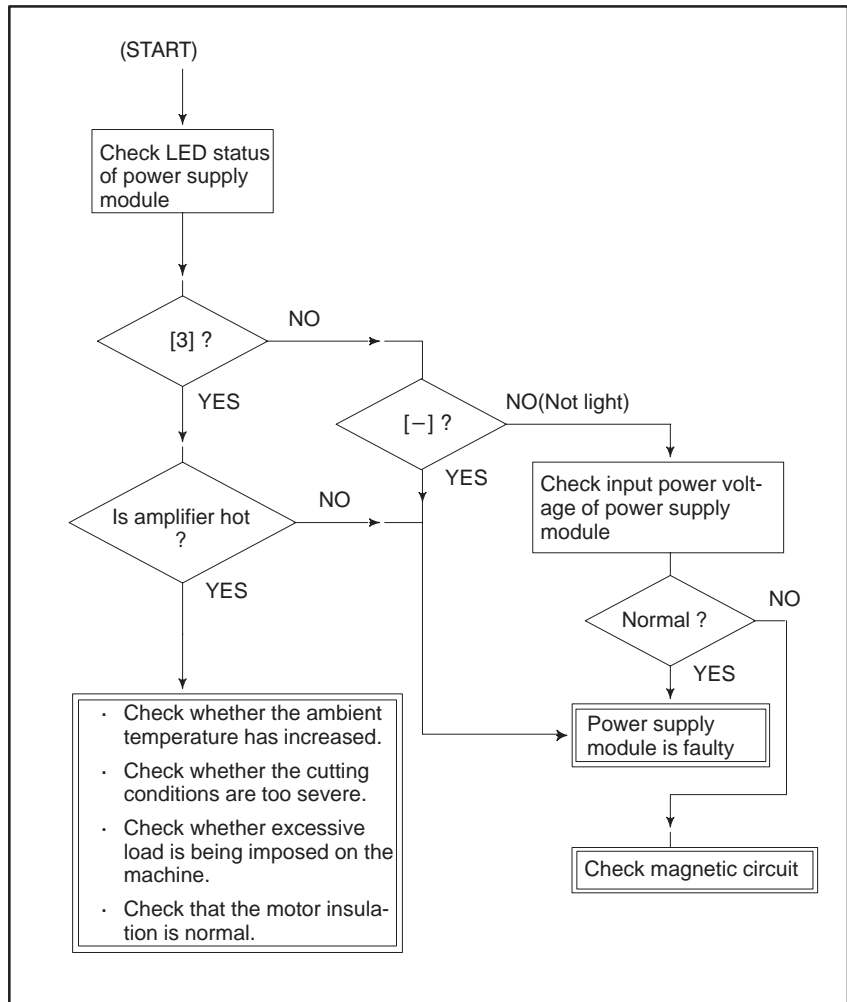 (START)
Check LED status
of power supply
module
[3] ?
NO
YES
[−] ?
NO(Not light)
YES
Is amplifier hot
?
NO
YES
Check input power volt-
age of power supply
module
Normal ?
NO
YES
· Check whether the ambient
temperature has increased.
· Check whether the cutting
conditions are too severe.
· Check whether excessive
load is being imposed on the
machine.
· Check that the motor insula-
tion is normal.
Power supply
module is faulty
Check magnetic circuit